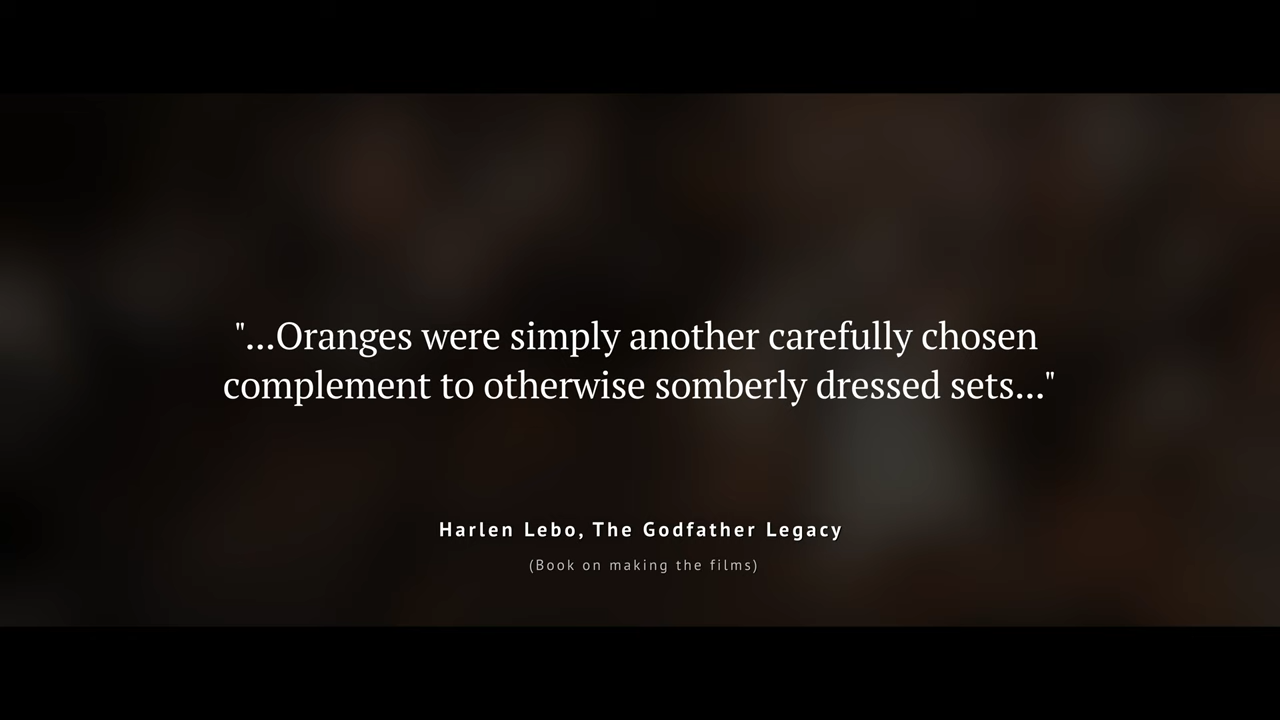 "...Oranges were simply another carefully chosen
complement to otherwise somberly dressed sets..."
Harlen Lebo, The Godfather Legacy
(Book on making the films)